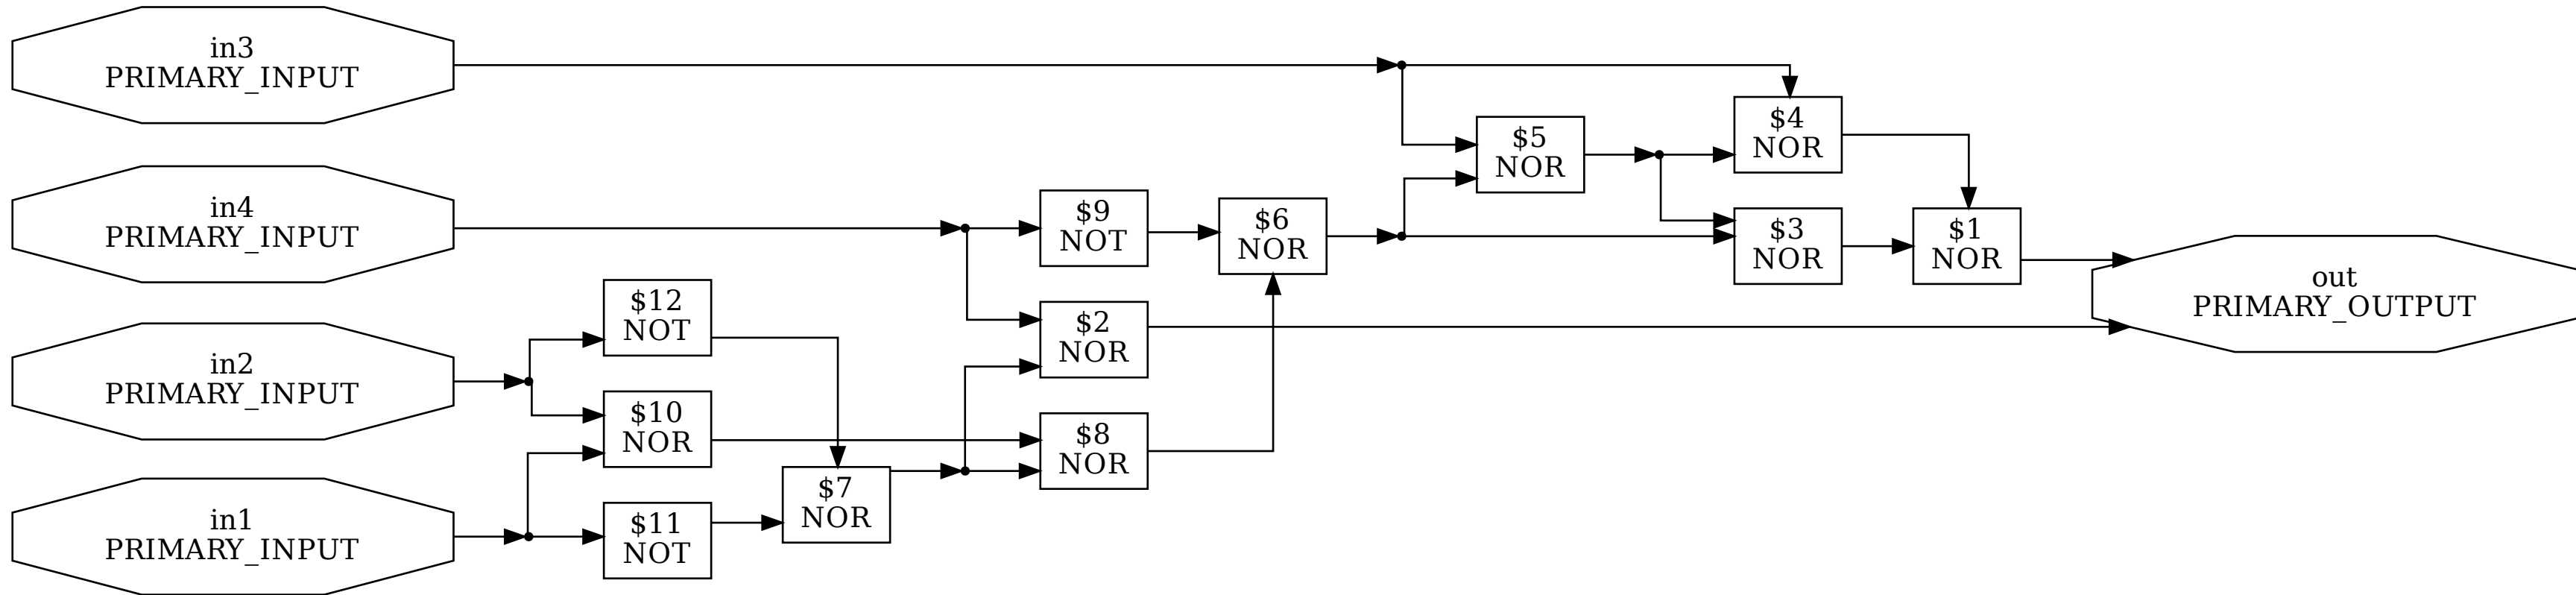 in3
PRIMARY_INPUT
in4
PRIMARY_INPUT
in2
PRIMARY_INPUT
in1
PRIMARY_INPUT
$12
NOT
$10
NOR
$11
NOT
$7
NOR
$9
NOT
$2
NOR
$8
NOR
$6
NOR
$5
NOR
$4
NOR
$3
NOR
$1
NOR
out
PRIMARY_OUTPUT